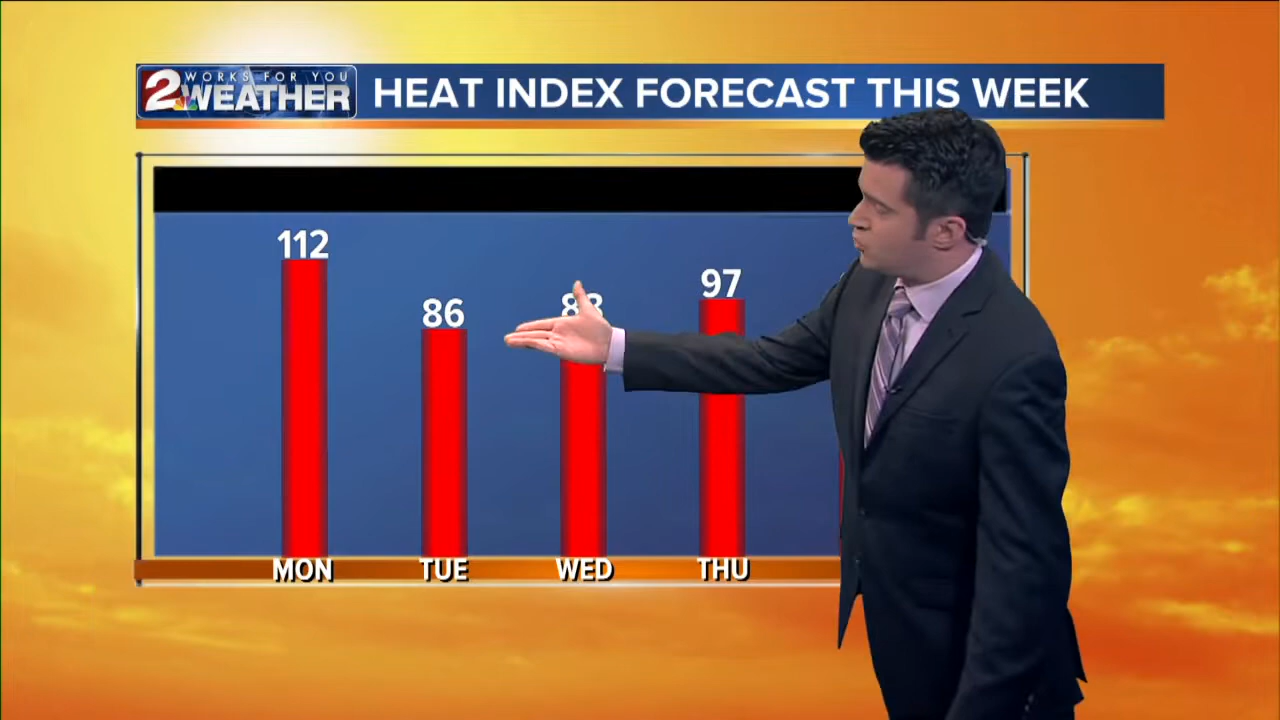 2 WORKS FOR YOU
WEATHER
HEAT INDEX FORECAST THIS WEEK
112
86
97
MON TUE WED THU